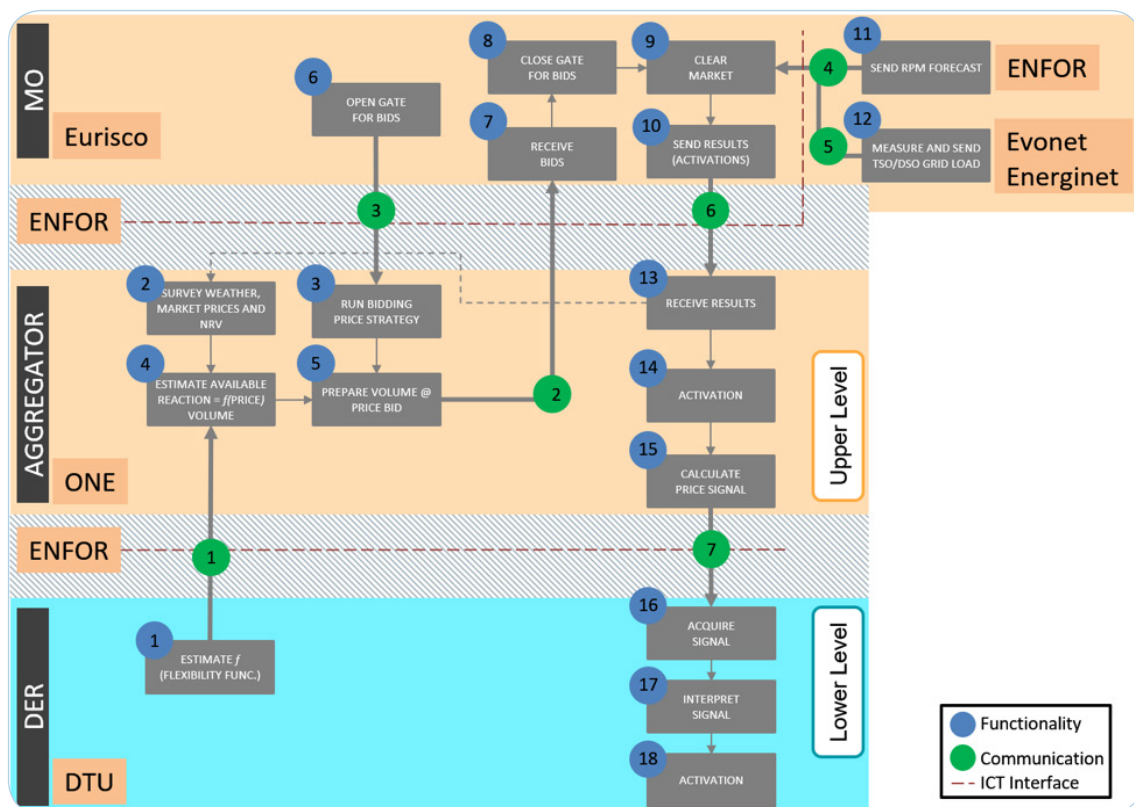 MO
Eurisco
6
OPEN GATE
FOR BIDS
8
CLOSE GATE
FOR BIDS
7
RECEIVE
BIDS
9
CLEAR
MARKET
10
SEND RESULTS
(ACTIVATIONS)
4
11
SEND RPM FORECAST
ENFOR
5
12
MEASURE AND SEND
TSO/DSO GRID LOAD
Evonet
Energinet
ENFOR
3
6
AGGREGATOR
ONE
2
SURVEY WEATHER,
MARKET PRICES AND
NRV
3
RUN BIDDING
PRICE STRATEGY
4
ESTIMATE AVAILABLE
REACTION = f(PRICE)
VOLUME
5
PREPARE VOLUME @
PRICE BID
2
13
RECEIVE RESULTS
14
ACTIVATION
15
CALCULATE
PRICE SIGNAL
Upper Level
ENFOR
1
7
DER
DTU
1
ESTIMATE f
(FLEXIBILITY FUNC.)
16
ACQUIRE
SIGNAL
17
INTERPRET
SIGNAL
18
ACTIVATION
Lower Level
Functionality
Communication
ICT Interface